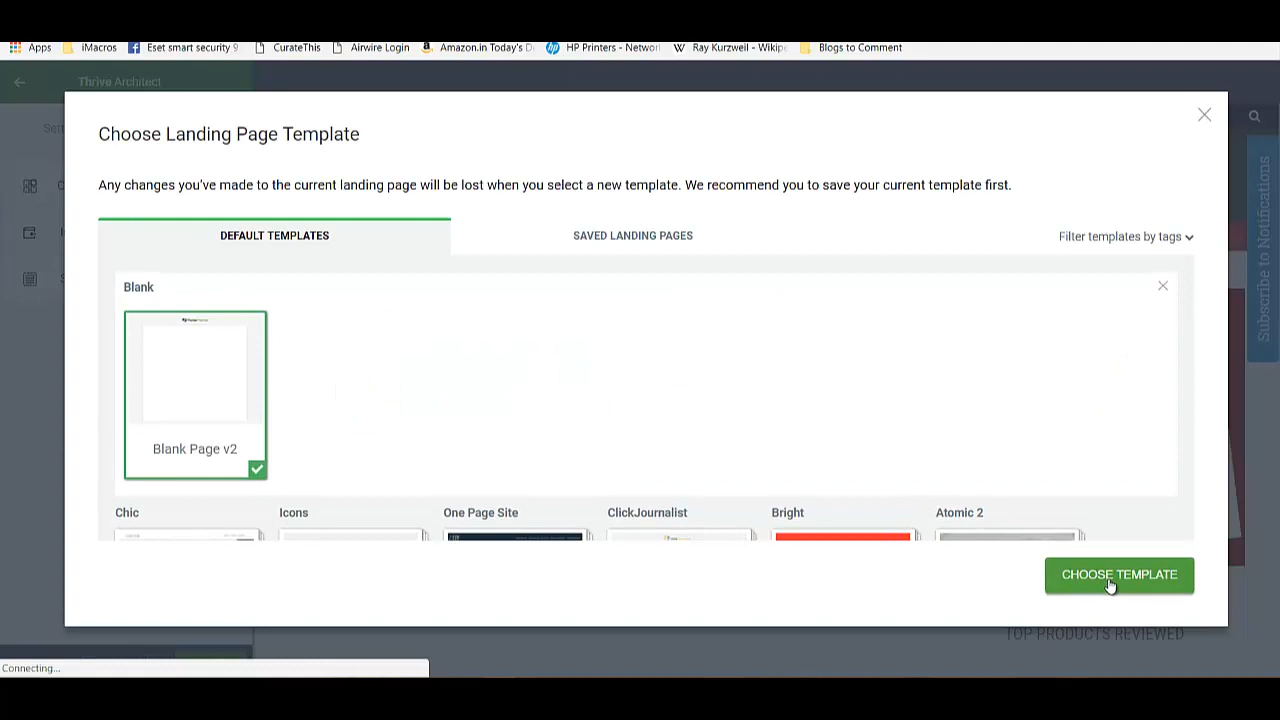 Apps iMacros Eset smart security 9 CurateThis Airwire Login Amazon.in Today's D HP Printers - Networ Ray Kurzweil - Wikipe Blogs to Comment
Thrive Architect
Choose Landing Page Template
Any changes you've made to the current landing page will be lost when you select a new template. We recommend you to save your current template first.
DEFAULT TEMPLATES SAVED LANDING PAGES Filter templates by tags
Blank
Blank Page v2
Chic Icons One Page Site ClickJournalist Bright Atomic 2
CHOOSE TEMPLATE
TOP PRODUCTS REVIEWED
Connecting...
Subscribe to Notifications